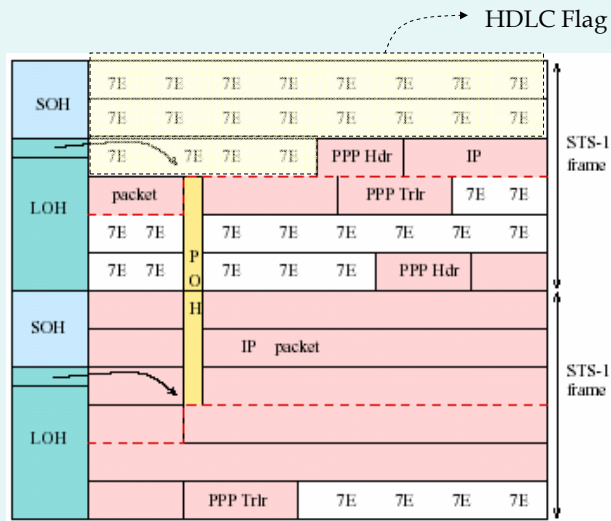 HDLC Flag
7E 7E 7E 7E 7E 7E 7E 7E
SOH
7E 7E 7E 7E 7E 7E 7E 7E
STS-1
frame
7E 7E 7E 7E PPP Hdr IP
packet PPP Trlr 7E 7E
LOH
7E 7E 7E 7E 7E 7E 7E 7E
7E 7E 7E 7E 7E PPP Hdr
P
O
H
SOH
IP packet
STS-1
frame
LOH
PPP Trlr 7E 7E 7E 7E